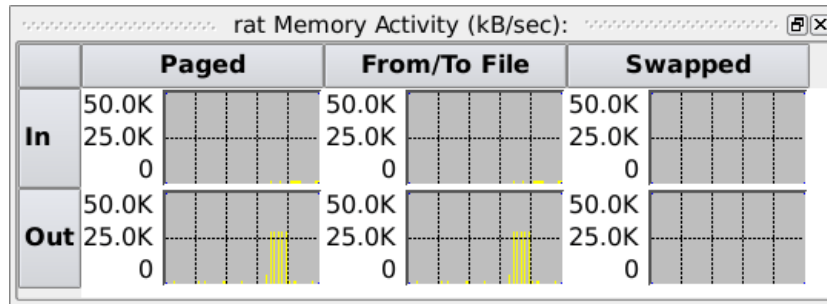 rat Memory Activity (kB/sec):
Paged From/To File Swapped
In 50.0K 25.0K 0 50.0K 25.0K 0 50.0K 25.0K 0
Out 50.0K 25.0K 0 50.0K 25.0K 0 50.0K 25.0K 0